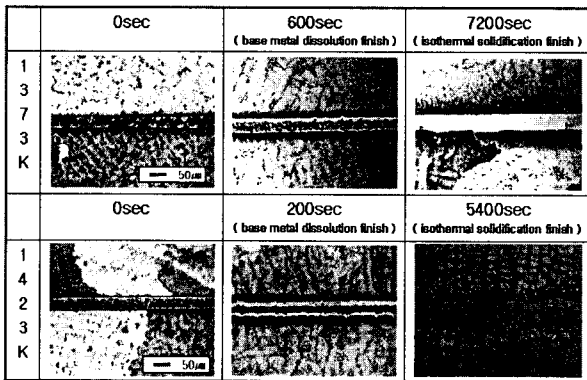 0sec
600sec
7200sec
( base metal dissolution finish )
( isothermal solidification finish )
1
3
7
3
K
50㎛
0sec
200sec
5400sec
(base metal dissolution finish )
(isothermal solidification finish )
1
4
2
3
K
50㎛